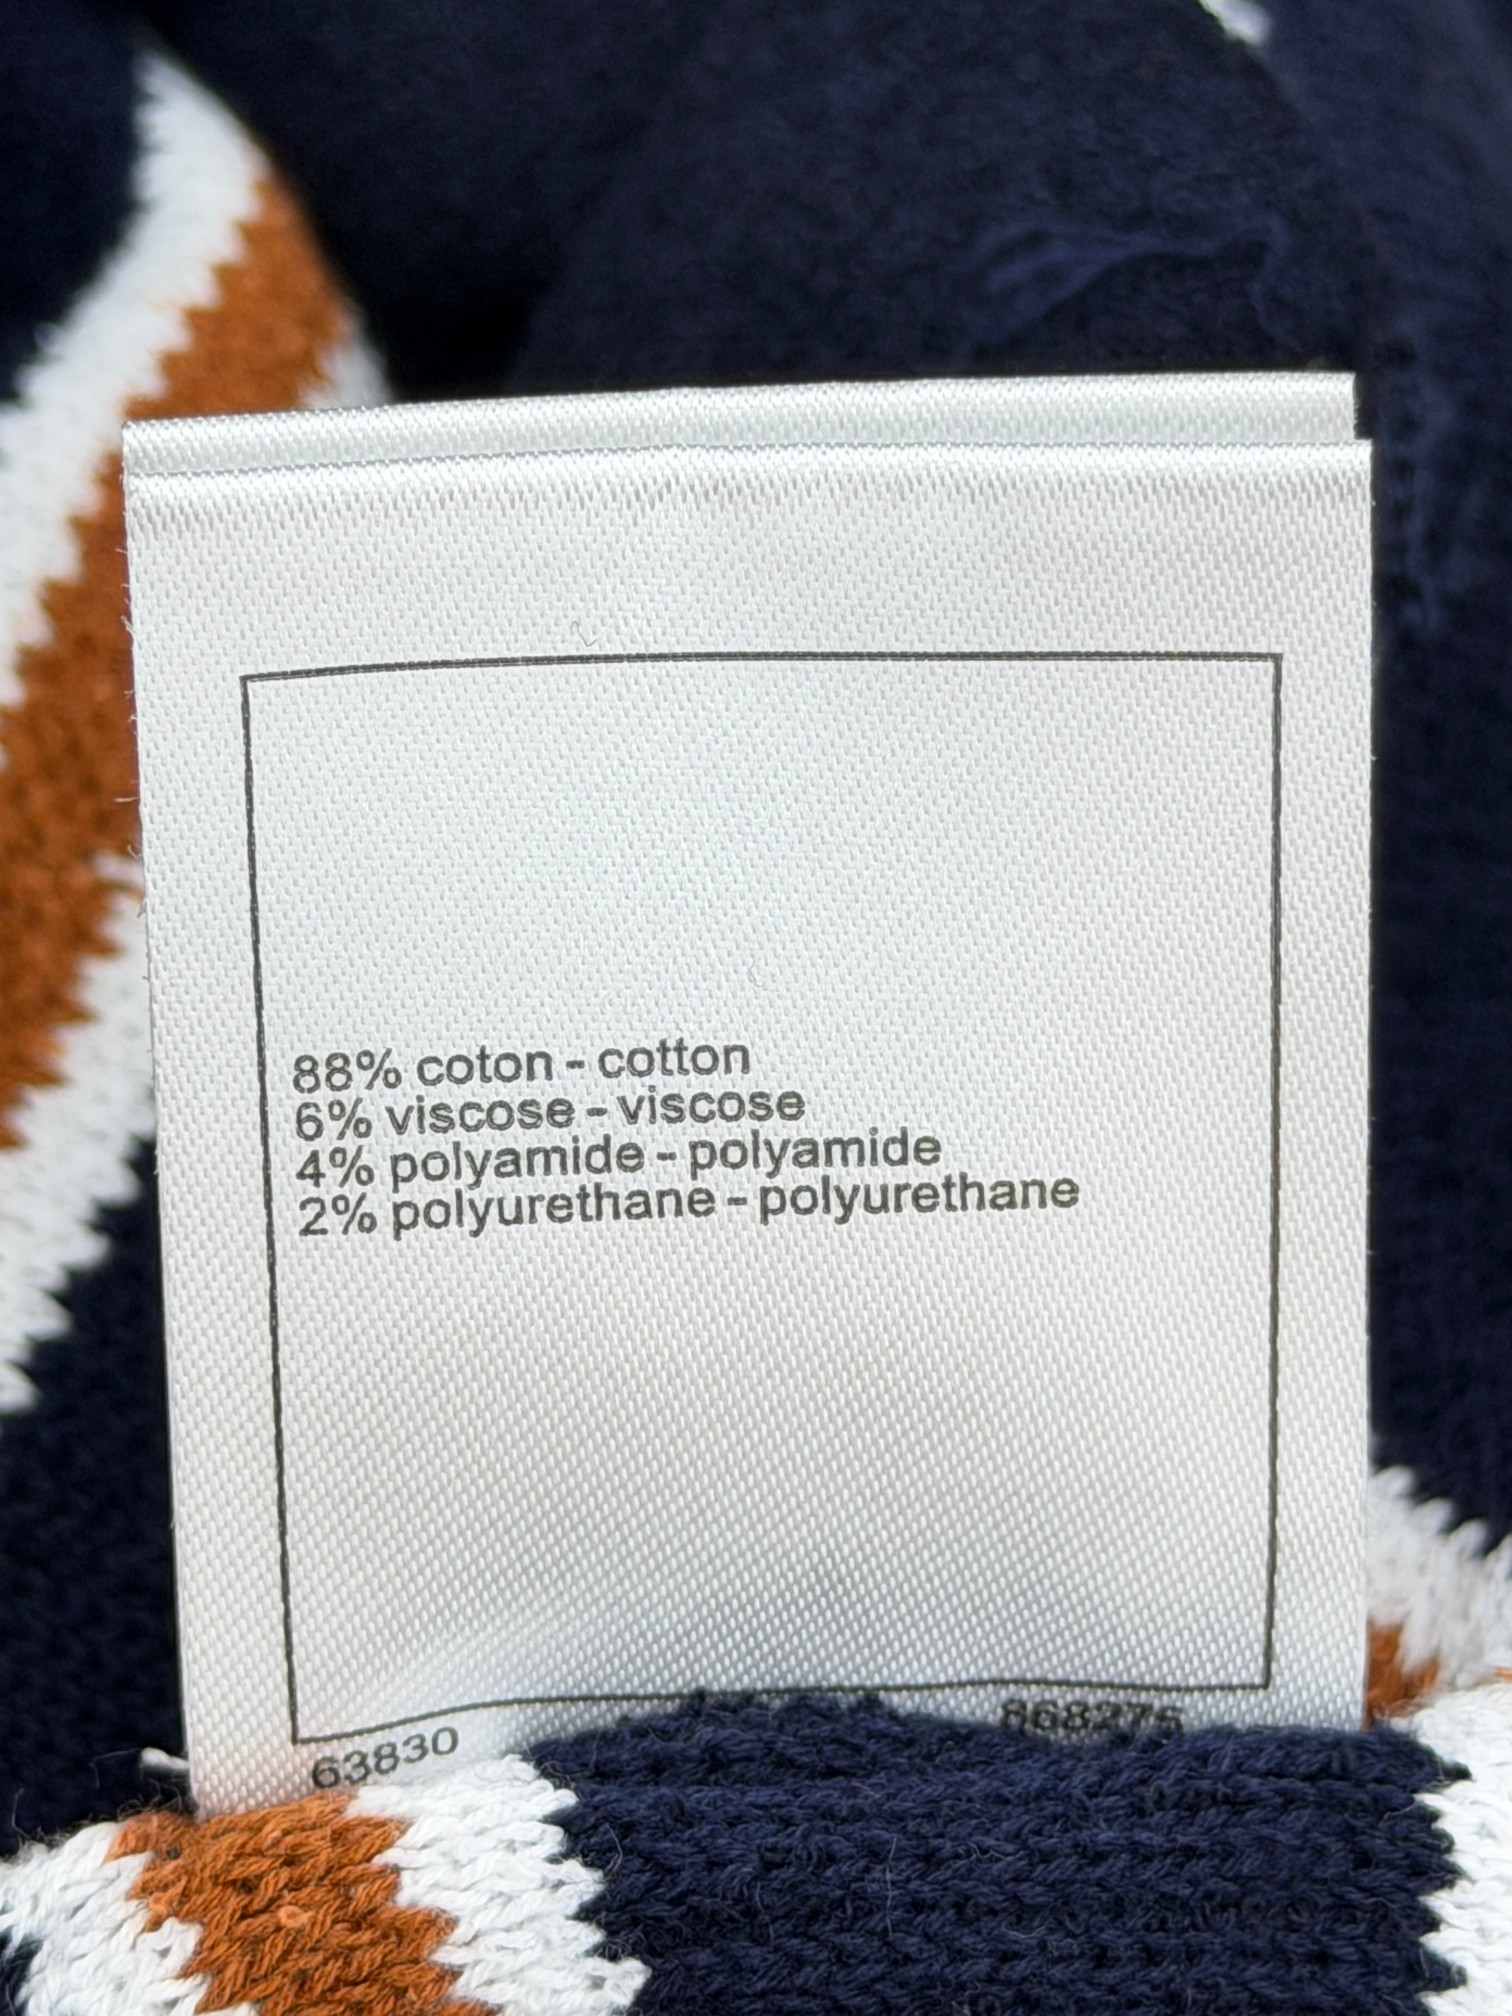 88% coton - cotton
6% viscose - viscose
4% polyamide - polyamide
2% polyurethane - polyurethane
63830 868275